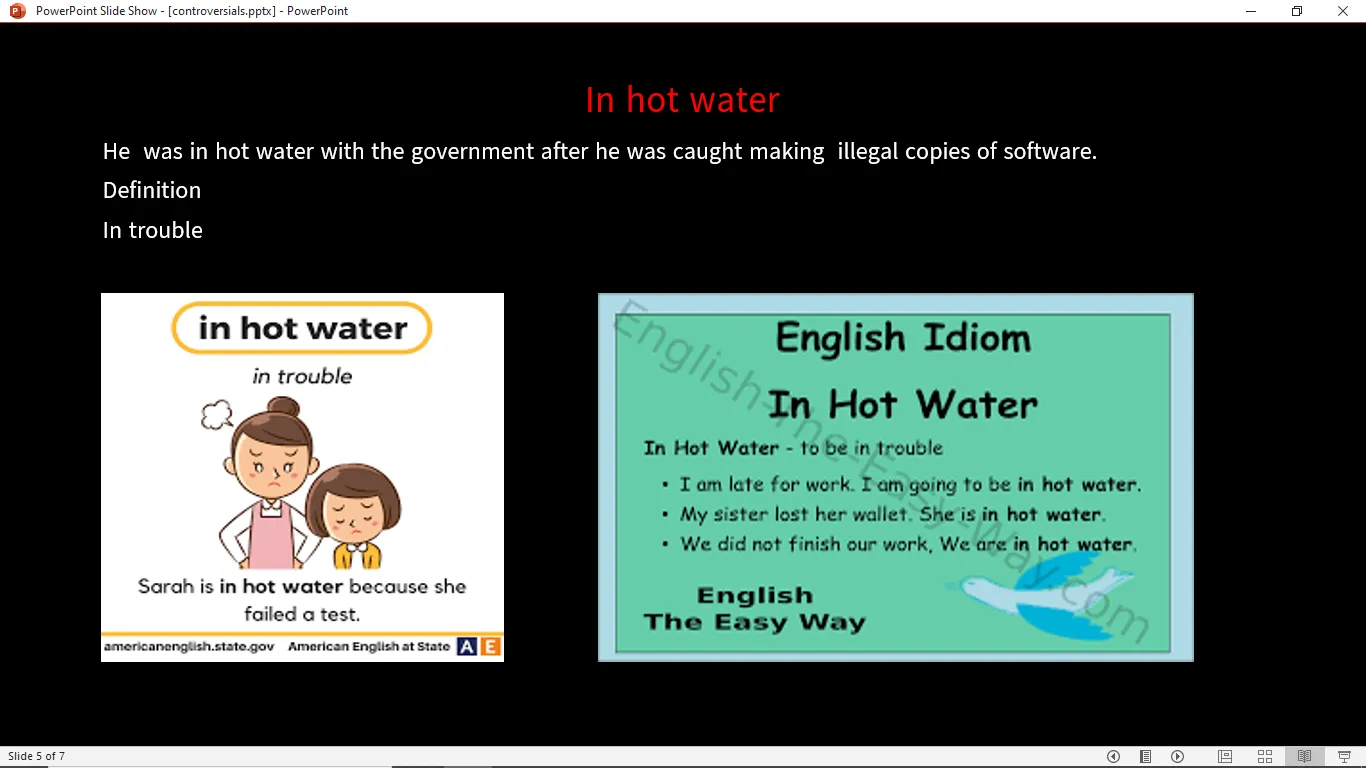 PowerPoint Slide Show - [controversials.pptx] - PowerPoint
In hot water
He  was in hot water with the government after he was caught making  illegal copies of software.
Definition
In trouble
in hot water
in trouble
Sarah is in hot water because she
failed a test.
americanenglish.state.gov American English at State A E
English Idiom
In Hot Water
In Hot Water - to be in trouble
• I am late for work. I am going to be in hot water.
• My sister lost her wallet. She is in hot water.
• We did not finish our work, We are in hot water.
English
The Easy Way
English-The-Easy-Way.com
Slide 5 of 7